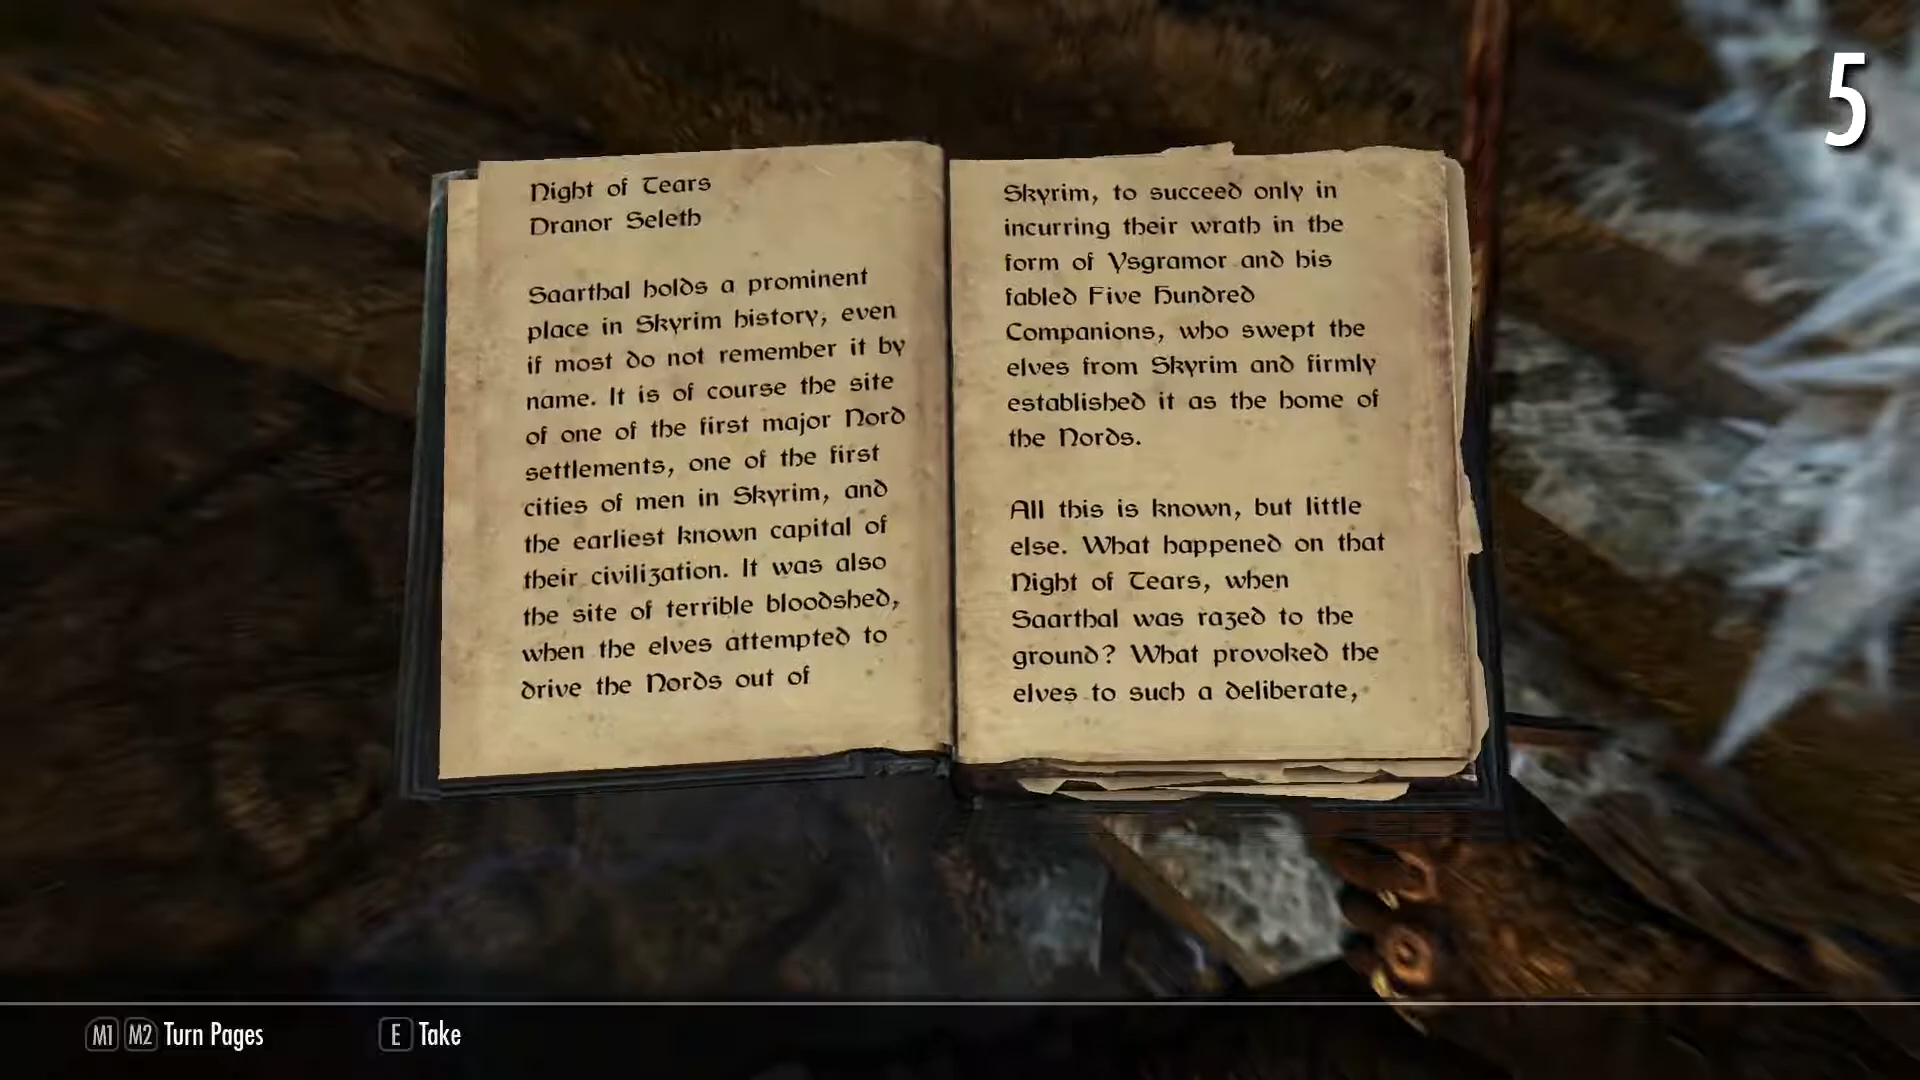 5
Night of Tears
Dranor Seleth
Saarthal holds a prominent
place in Skyrim history, even
if most do not remember it by
name. It is of course the site
of one of the first major Nord
settlements, one of the first
cities of men in Skyrim, and
the earliest known capital of
their civilization. It was also
the site of terrible bloodshed,
when the elves attempted to
drive the Nords out of
Skyrim, to succeed only in
incurring their wrath in the
form of Ysgramor and his
fabled Five Hundred
Companions, who swept the
elves from Skyrim and firmly
established it as the home of
the Nords.
All this is known, but little
else. What happened on that
Night of Tears, when
Saarthal was razed to the
ground? What provoked the
elves to such a deliberate,
M1 M2 Turn Pages E Take